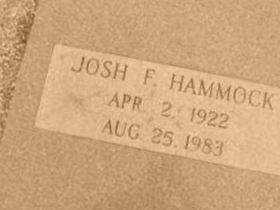 JOSH F. HAMMOCK
APR 2, 1922
AUG. 25, 1983